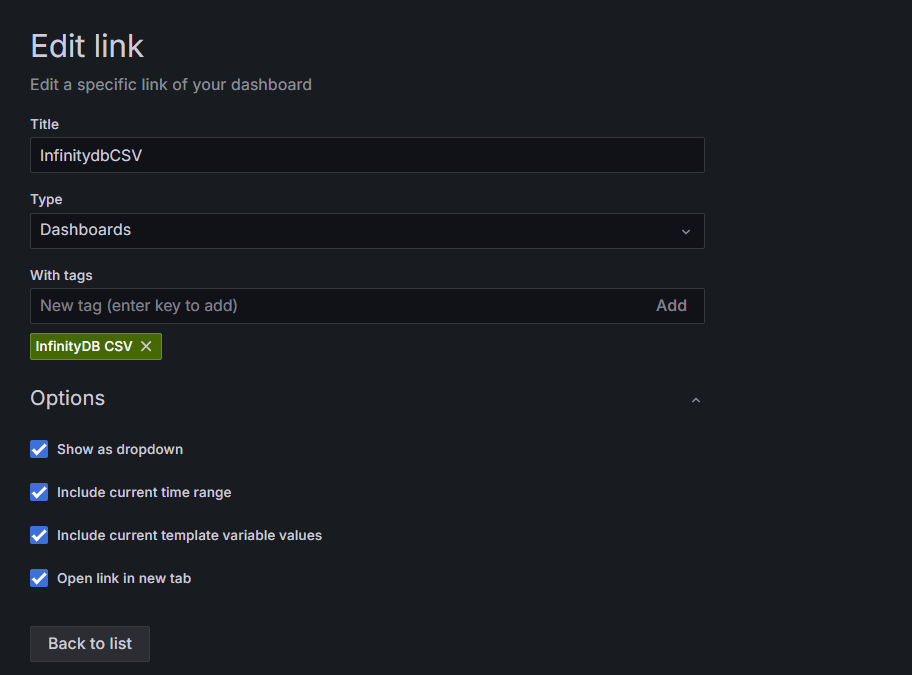 Edit link
Edit a specific link of your dashboard
Title
InfinitydbCSV
Type
Dashboards
With tags
New tag (enter key to add) Add
InfinityDB CSV
Options
Show as dropdown
Include current time range
Include current template variable values
Open link in new tab
Back to list